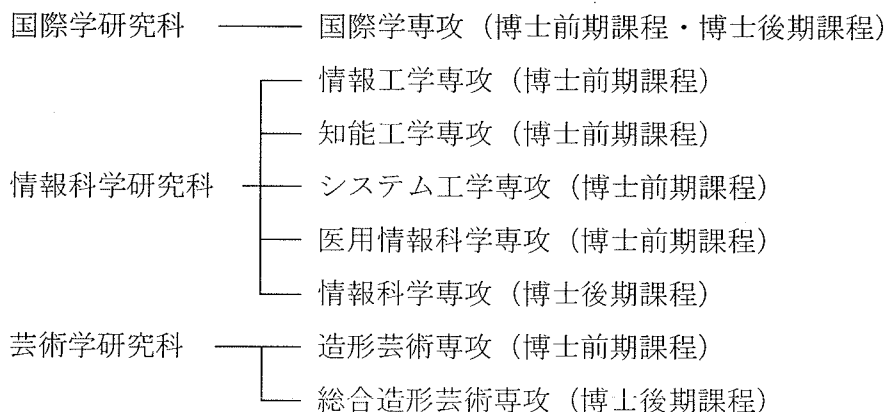 国際学研究科 国際学専攻(博士前期課程・博士後期課程)
情報工学専攻(博士前期課程)
知能工学専攻(博士前期課程)
情報科学研究科 システム工学専攻(博士前期課程)
医用情報科学専攻(博士前期課程)
情報科学専攻(博士後期課程)
芸術学研究科 造形芸術専攻(博士前期課程)
総合造形芸術専攻(博士後期課程)